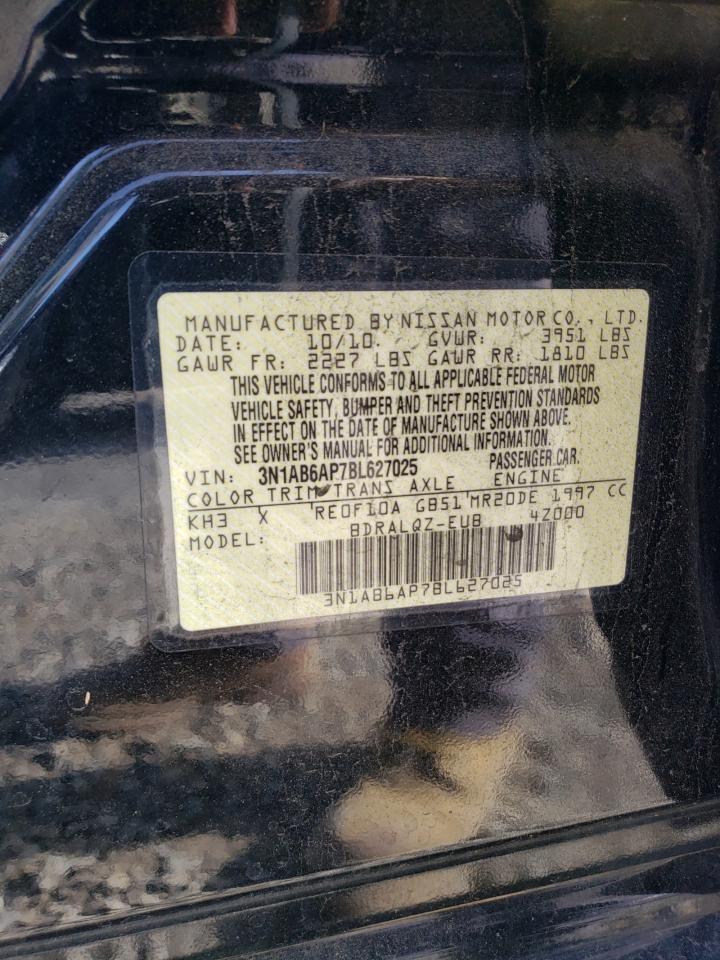 MANUFACTURED BY NISSAN MOTOR CO., LTD.
DATE: 10/10 GVWR: 3951 LBS
GAWR FR: 2227 LBS GAWR RR: 1810 LBS
THIS VEHICLE CONFORMS TO ALL APPLICABLE FEDERAL MOTOR
VEHICLE SAFETY, BUMPER AND THEFT PREVENTION STANDARDS
IN EFFECT ON THE DATE OF MANUFACTURE SHOWN ABOVE.
SEE OWNER'S MANUAL FOR ADDITIONAL INFORMATION.
VIN: 3N1AB6AP7BL627025 PASSENGER CAR
COLOR TRIM TRANS AXLE ENGINE
KH3 X RE0F10A GB51 MR20DE 1997 CC
MODEL: BDRALQZ-EUB 4Z000
3N1AB6AP7BL627025